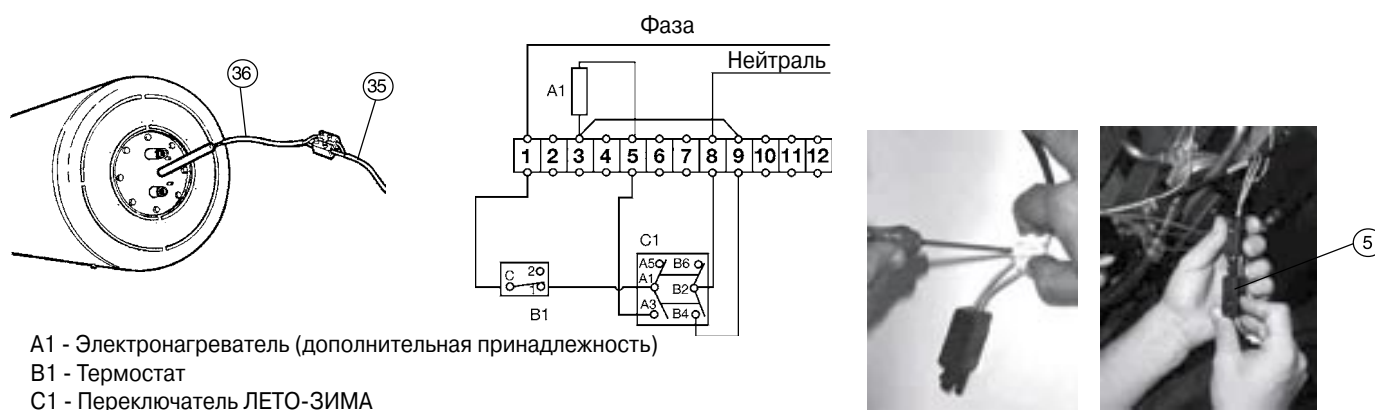 Фаза
Нейтраль
36
35
A1
1 2 3 4 5 6 7 8 9 10 11 12
C1
A5 B6
C 2
A1
1
B2
A3
B4
B1
5
A1 - Электронагреватель (дополнительная принадлежность)
B1 - Термостат
C1 - Переключатель ЛЕТО-ЗИМА